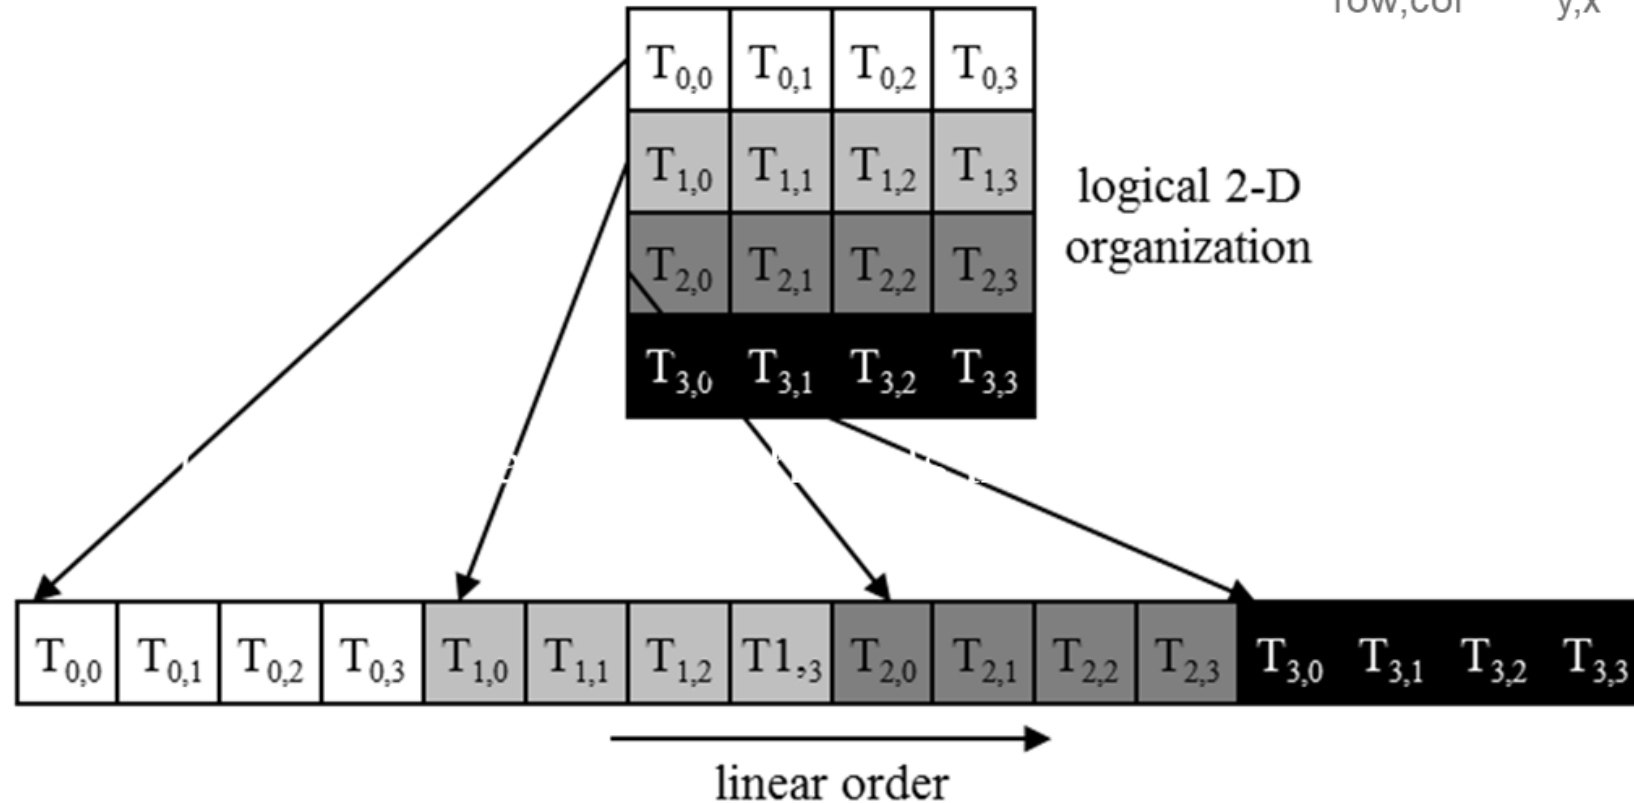 row,col y,x
T0,0 T0,1 T0,2 T0,3
T1,0 T1,1 T1,2 T1,3
logical 2-D
organization
T2,0 T2,1 T2,2 T2,3
T3,0 T3,1 T3,2 T3,3
T0,0 T0,1 T0,2 T0,3 T1,0 T1,1 T1,2 T1,3 T2,0 T2,1 T2,2 T2,3 T3,0 T3,1 T3,2 T3,3
linear order